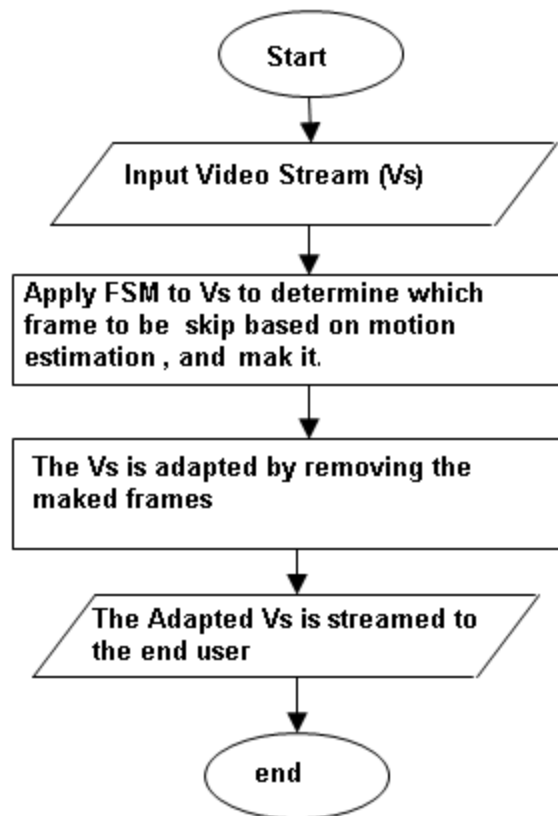 Start
Input Video Stream (Vs)
Apply FSM to Vs to determine which
frame to be skip based on motion
estimation , and mak it.
The Vs is adapted by removing the
maked frames
The Adapted Vs is streamed to
the end user
end